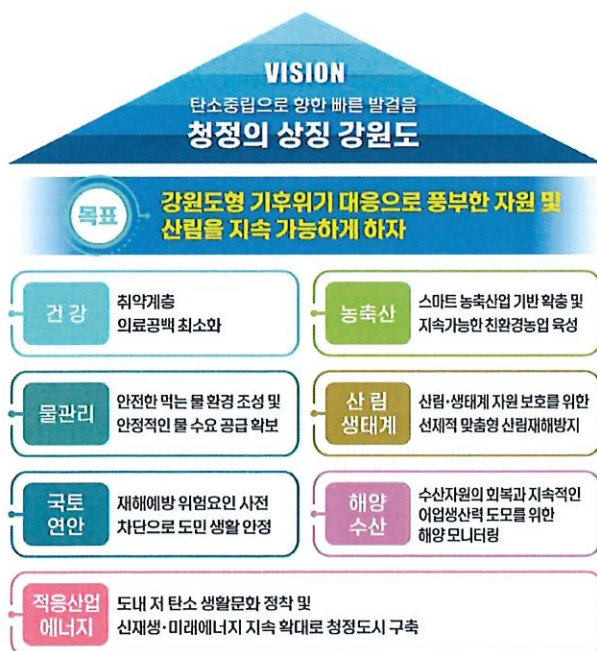 VISION
탄소중립으로 향한 빠른 발걸음
청정의 상징 강원도
목표
강원도형 기후위기 대응으로 풍부한 자원 및
산림을 지속 가능하게 하자
건 강
취약계층
의료공백 최소화
농축산
스마트 농축산업 기반 확충 및
지속가능한 친환경농업 육성
물관리
안전한 먹는 물 환경 조성 및
안정적인 물 수요 공급 확보
산 림
생태계
산림·생태계 자원 보호를 위한
선제적 맞춤형 산림재해방지
국토
연안
재해예방 위험요인 사전
차단으로 도민 생활 안정
해양
수산
수산자원의 회복과 지속적인
어업생산력 도모를 위한
해양 모니터링
적응산업
에너지
도내 저 탄소 생활문화 정착 및
신재생·미래에너지 지속 확대로 청정도시 구축